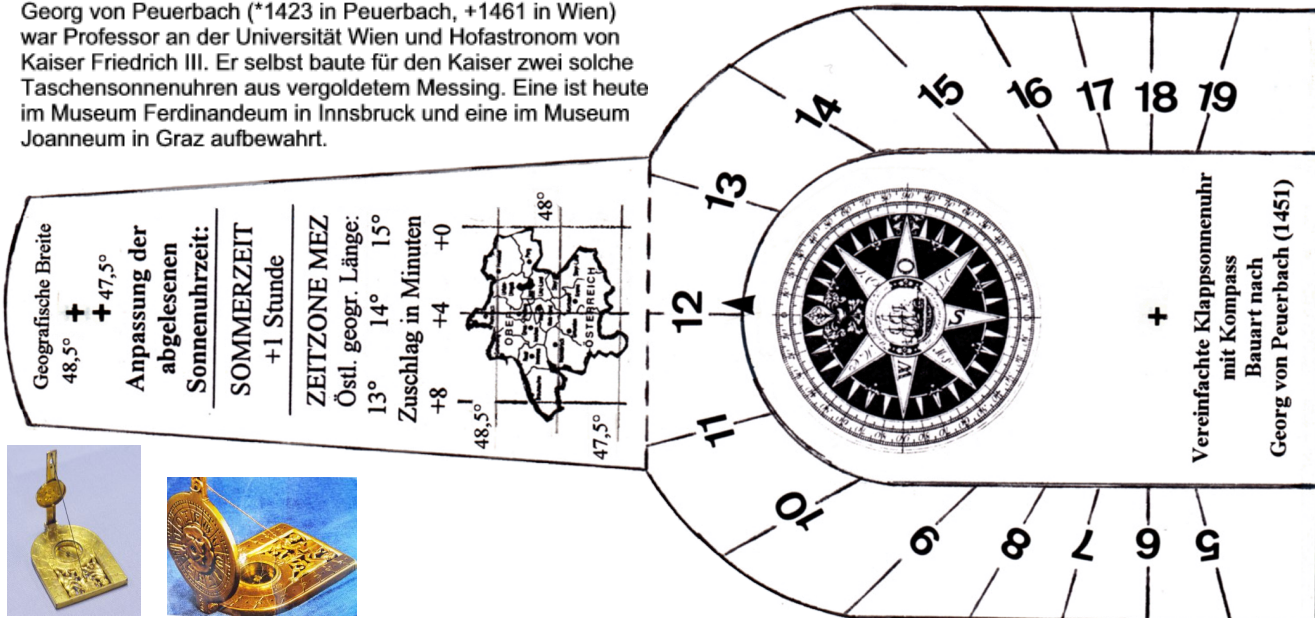 Georg von Peuerbach (*1423 in Peuerbach, +1461 in Wien)
war Professor an der Universität Wien und Hofastronom von
Kaiser Friedrich III. Er selbst baute für den Kaiser zwei solche
Taschensonnenuhren aus vergoldetem Messing. Eine ist heute
im Museum Ferdinandeum in Innsbruck und eine im Museum
Joanneum in Graz aufbewahrt.
Geografische Breite
48,5° +
+ 47,5°
Anpassung der
abgelesenen
Sonnenuhrzeit:
SOMMERZEIT
+1 Stunde
ZEITZONE MEZ
Östl. geogr. Länge:
13° 14° 15°
Zuschlag in Minuten
+8 +4 +0
48,5°
48°
47,5°
OBER
ÖSTERREICH
5
6
7
8
9
10
11
12
13
14
15
16
17
18
19
O
S
W
+
Vereinfachte Klappsonnenuhr
mit Kompass
Bauart nach
Georg von Peuerbach (1451)